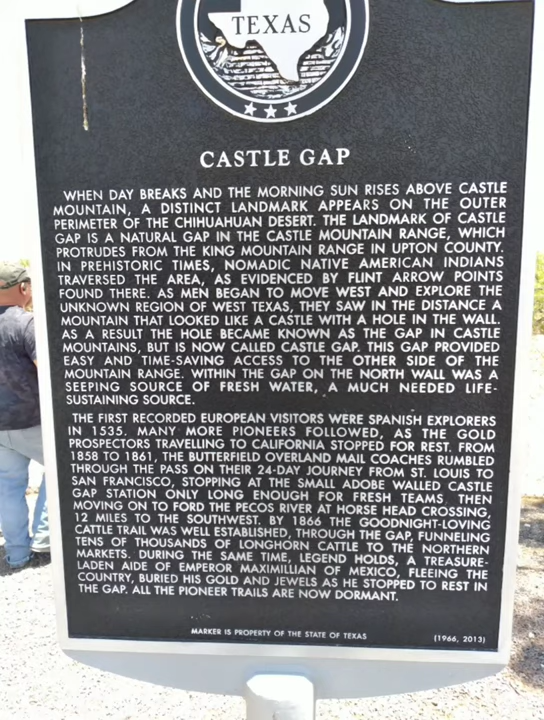 TEXAS
CASTLE GAP
WHEN DAY BREAKS AND THE MORNING SUN RISES ABOVE CASTLE
MOUNTAIN, A DISTINCT LANDMARK APPEARS ON THE OUTER
PERIMETER OF THE CHIHUAHUAN DESERT. THE LANDMARK OF CASTLE
GAP IS A NATURAL GAP IN THE CASTLE MOUNTAIN RANGE, WHICH
PROTRUDES FROM THE KING MOUNTAIN RANGE IN UPTON COUNTY.
IN PREHISTORIC TIMES, NOMADIC NATIVE AMERICAN INDIANS
TRAVERSED THE AREA, AS EVIDENCED BY FLINT ARROW POINTS
FOUND THERE. AS MEN BEGAN TO MOVE WEST AND EXPLORE THE
UNKNOWN REGION OF WEST TEXAS, THEY SAW IN THE DISTANCE A
MOUNTAIN THAT LOOKED LIKE A CASTLE WITH A HOLE IN THE WALL.
AS A RESULT THE HOLE BECAME KNOWN AS THE GAP IN CASTLE
MOUNTAINS, BUT IS NOW CALLED CASTLE GAP. THIS GAP PROVIDED
EASY AND TIME-SAVING ACCESS TO THE OTHER SIDE OF THE
MOUNTAIN RANGE. WITHIN THE GAP ON THE NORTH WALL WAS A
SEEPING SOURCE OF FRESH WATER, A MUCH NEEDED LIFE-
SUSTAINING SOURCE.
THE FIRST RECORDED EUROPEAN VISITORS WERE SPANISH EXPLORERS
IN 1535. MANY MORE PIONEERS FOLLOWED, AS THE GOLD
PROSPECTORS TRAVELLING TO CALIFORNIA STOPPED FOR REST. FROM
1858 TO 1861, THE BUTTERFIELD OVERLAND MAIL COACHES RUMBLED
THROUGH THE PASS ON THEIR 24-DAY JOURNEY FROM ST. LOUIS TO
SAN FRANCISCO, STOPPING AT THE SMALL ADOBE WALLED CASTLE
GAP STATION ONLY LONG ENOUGH FOR FRESH TEAMS THEN
MOVING ON TO FORD THE PECOS RIVER AT HORSE HEAD CROSSING,
12 MILES TO THE SOUTHWEST. BY 1866 THE GOODNIGHT-LOVING
CATTLE TRAIL WAS WELL ESTABLISHED, THROUGH THE GAP, FUNNELING
TENS OF THOUSANDS OF LONGHORN CATTLE TO THE NORTHERN
MARKETS. DURING THE SAME TIME, LEGEND HOLDS, A TREASURE-
LADEN AIDE OF EMPEROR MAXIMILLIAN OF MEXICO, FLEEING THE
COUNTRY, BURIED HIS GOLD AND JEWELS AS HE STOPPED TO REST IN
THE GAP. ALL THE PIONEER TRAILS ARE NOW DORMANT.
MARKER IS PROPERTY OF THE STATE OF TEXAS (1966, 2013)